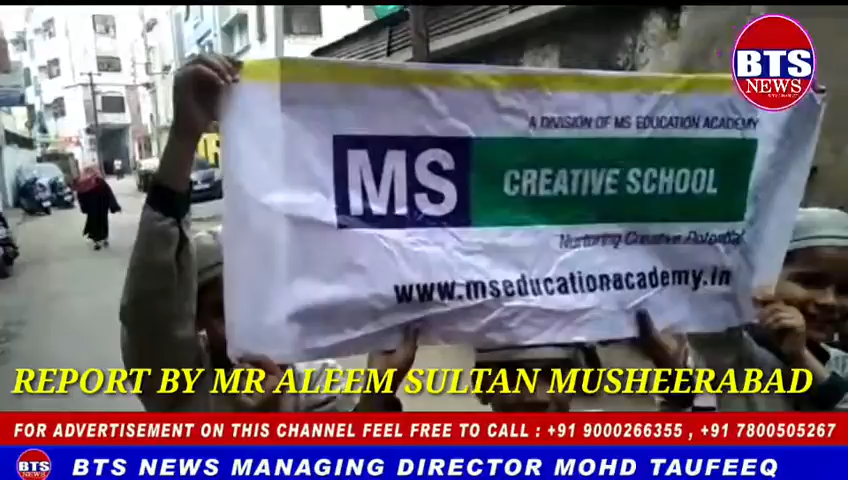 BTS
NEWS
A DIVISION OF MS EDUCATION ACADEMY
MS
CREATIVE SCHOOL
Nurturing Creative Potential
www.mseducationacademy.in
REPORT BY MR ALEEM SULTAN MUSHEERABAD
FOR ADVERTISEMENT ON THIS CHANNEL FEEL FREE TO CALL : +91 9000266355 , +91 7800505267
BTS
NEWS
BTS NEWS MANAGING DIRECTOR MOHD TAUFEEQ